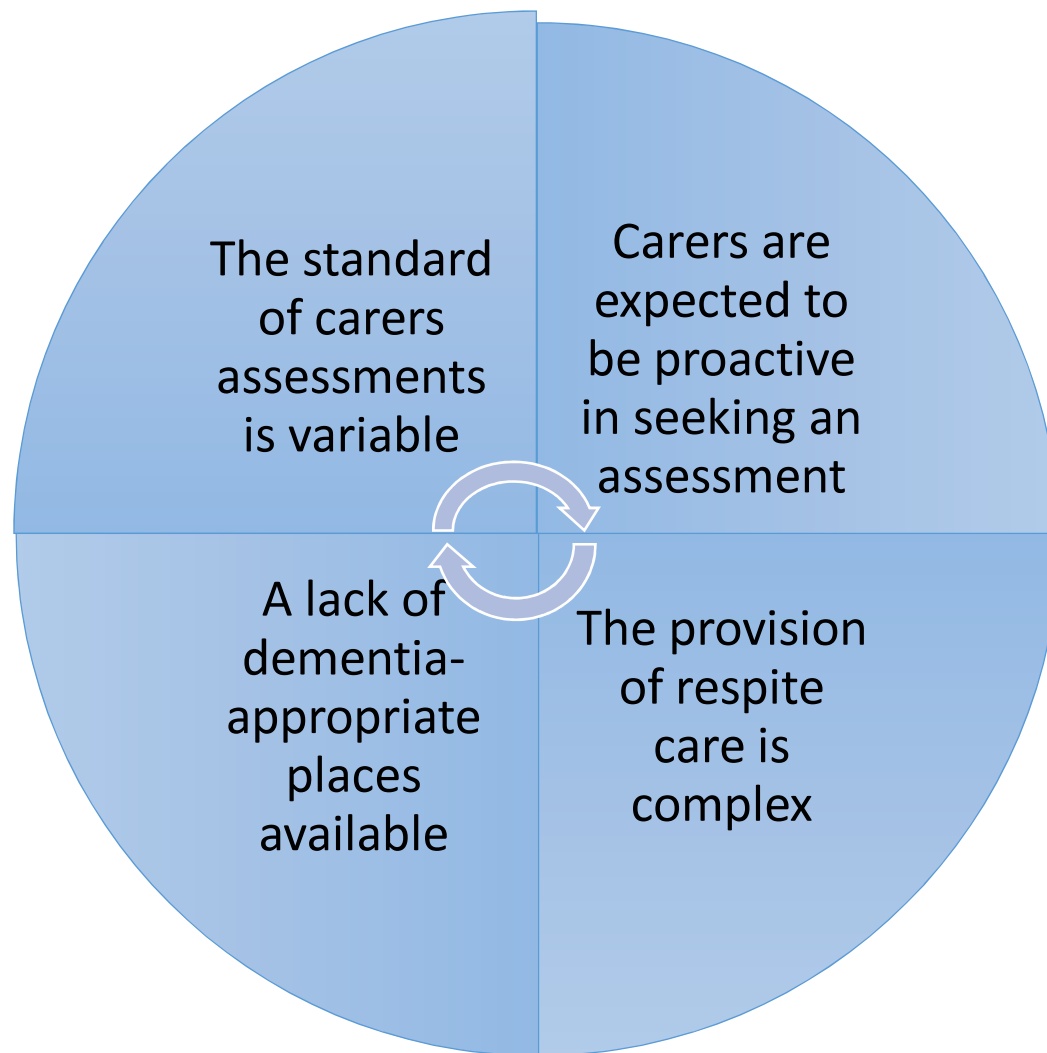 The standard
of carers
assessments
is variable
Carers are
expected to
be proactive
in seeking an
assessment
A lack of
dementia-
appropriate
places
available
The provision
of respite
care is
complex